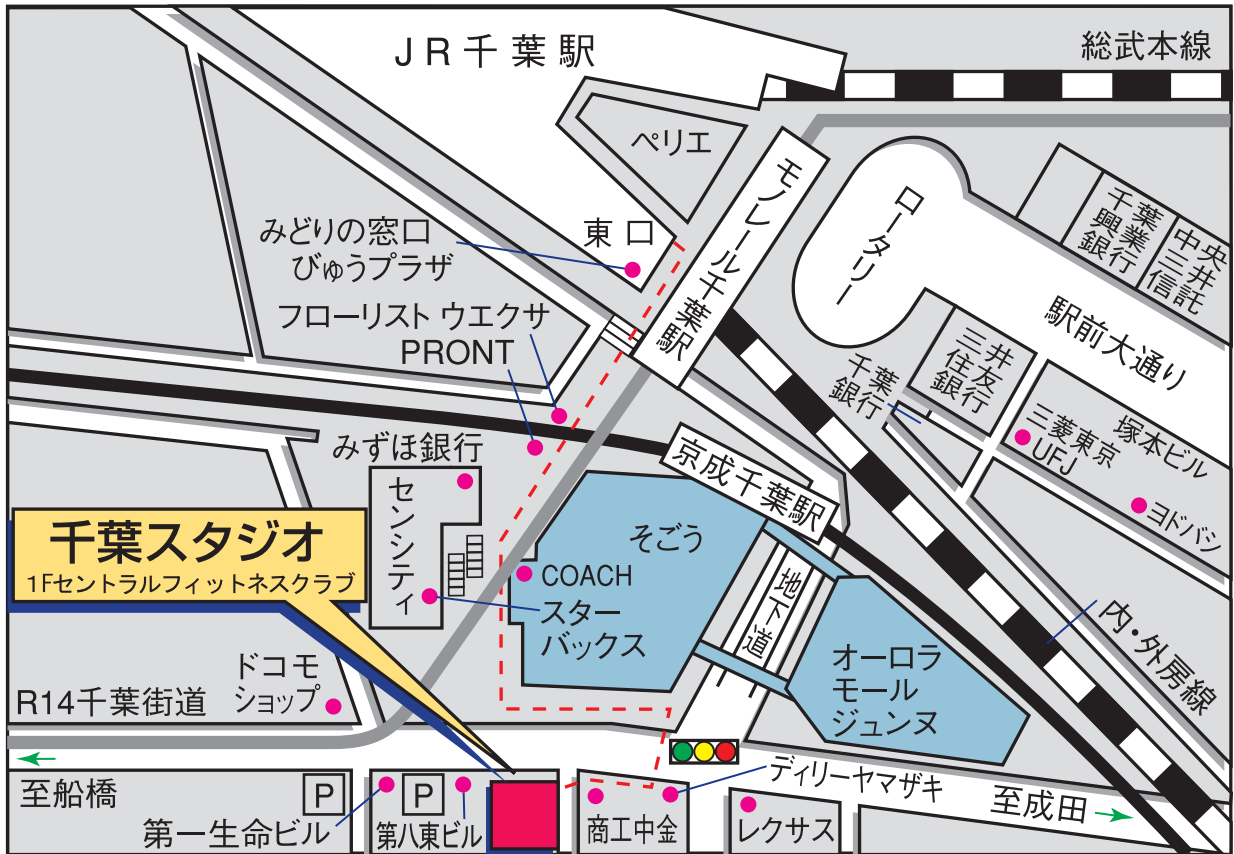 JR千葉駅
総武本線
ペリエ
モノレール千葉駅
ロータリー
千葉
興業
銀行
中央
三井
信託
みどりの窓口
びゅうプラザ
東口
フローリスト ウエクサ
PRONT
駅前大通り
千葉
銀行
三井
住友
銀行
三菱東京
UFJ
塚本ビル
ヨドバシ
みずほ銀行
センシティ
京成千葉駅
そごう
COACH
スター
バックス
地下道
オーロラ
モール
ジュンヌ
内・外房線
千葉スタジオ
1Fセントラルフィットネスクラブ
ドコモ
ショップ
R14千葉街道
至船橋
P
第一生命ビル
P
第八東ビル
商工中金
ディリーヤマザキ
レクサス
至成田